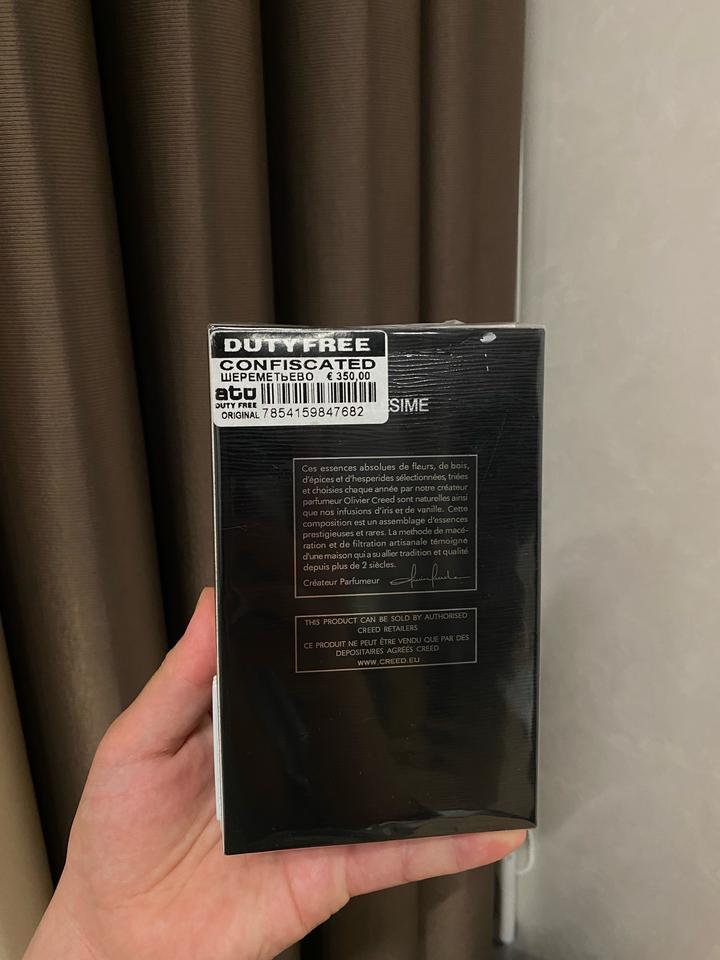 DUTY FREE
CONFISCATED
ШЕРЕМЕТЬЕВО € 350,00
atu
DUTY FREE
ORIGINAL 7854159847682
ESIME
Ces essences absolues de fleurs, de bois,
d'épices et d'hesperides sélectionnées, triées
et choisies chaque année par notre créateur
parfumeur Olivier Creed sont naturelles ainsi
que nos infusions d'iris et de vanille. Cette
composition est un assemblage d'essences
prestigieuses et rares. La methode de macé-
ration et de filtration artisanale témoigne
d'une maison qui a su allier tradition et qualité
depuis plus de 2 siècles.
Créateur Parfumeur
THIS PRODUCT CAN BE SOLD BY AUTHORISED
CREED RETAILERS
CE PRODUIT NE PEUT ÊTRE VENDU QUE PAR DES
DEPOSITAIRES AGRÉÉS CREED
WWW.CREED.EU